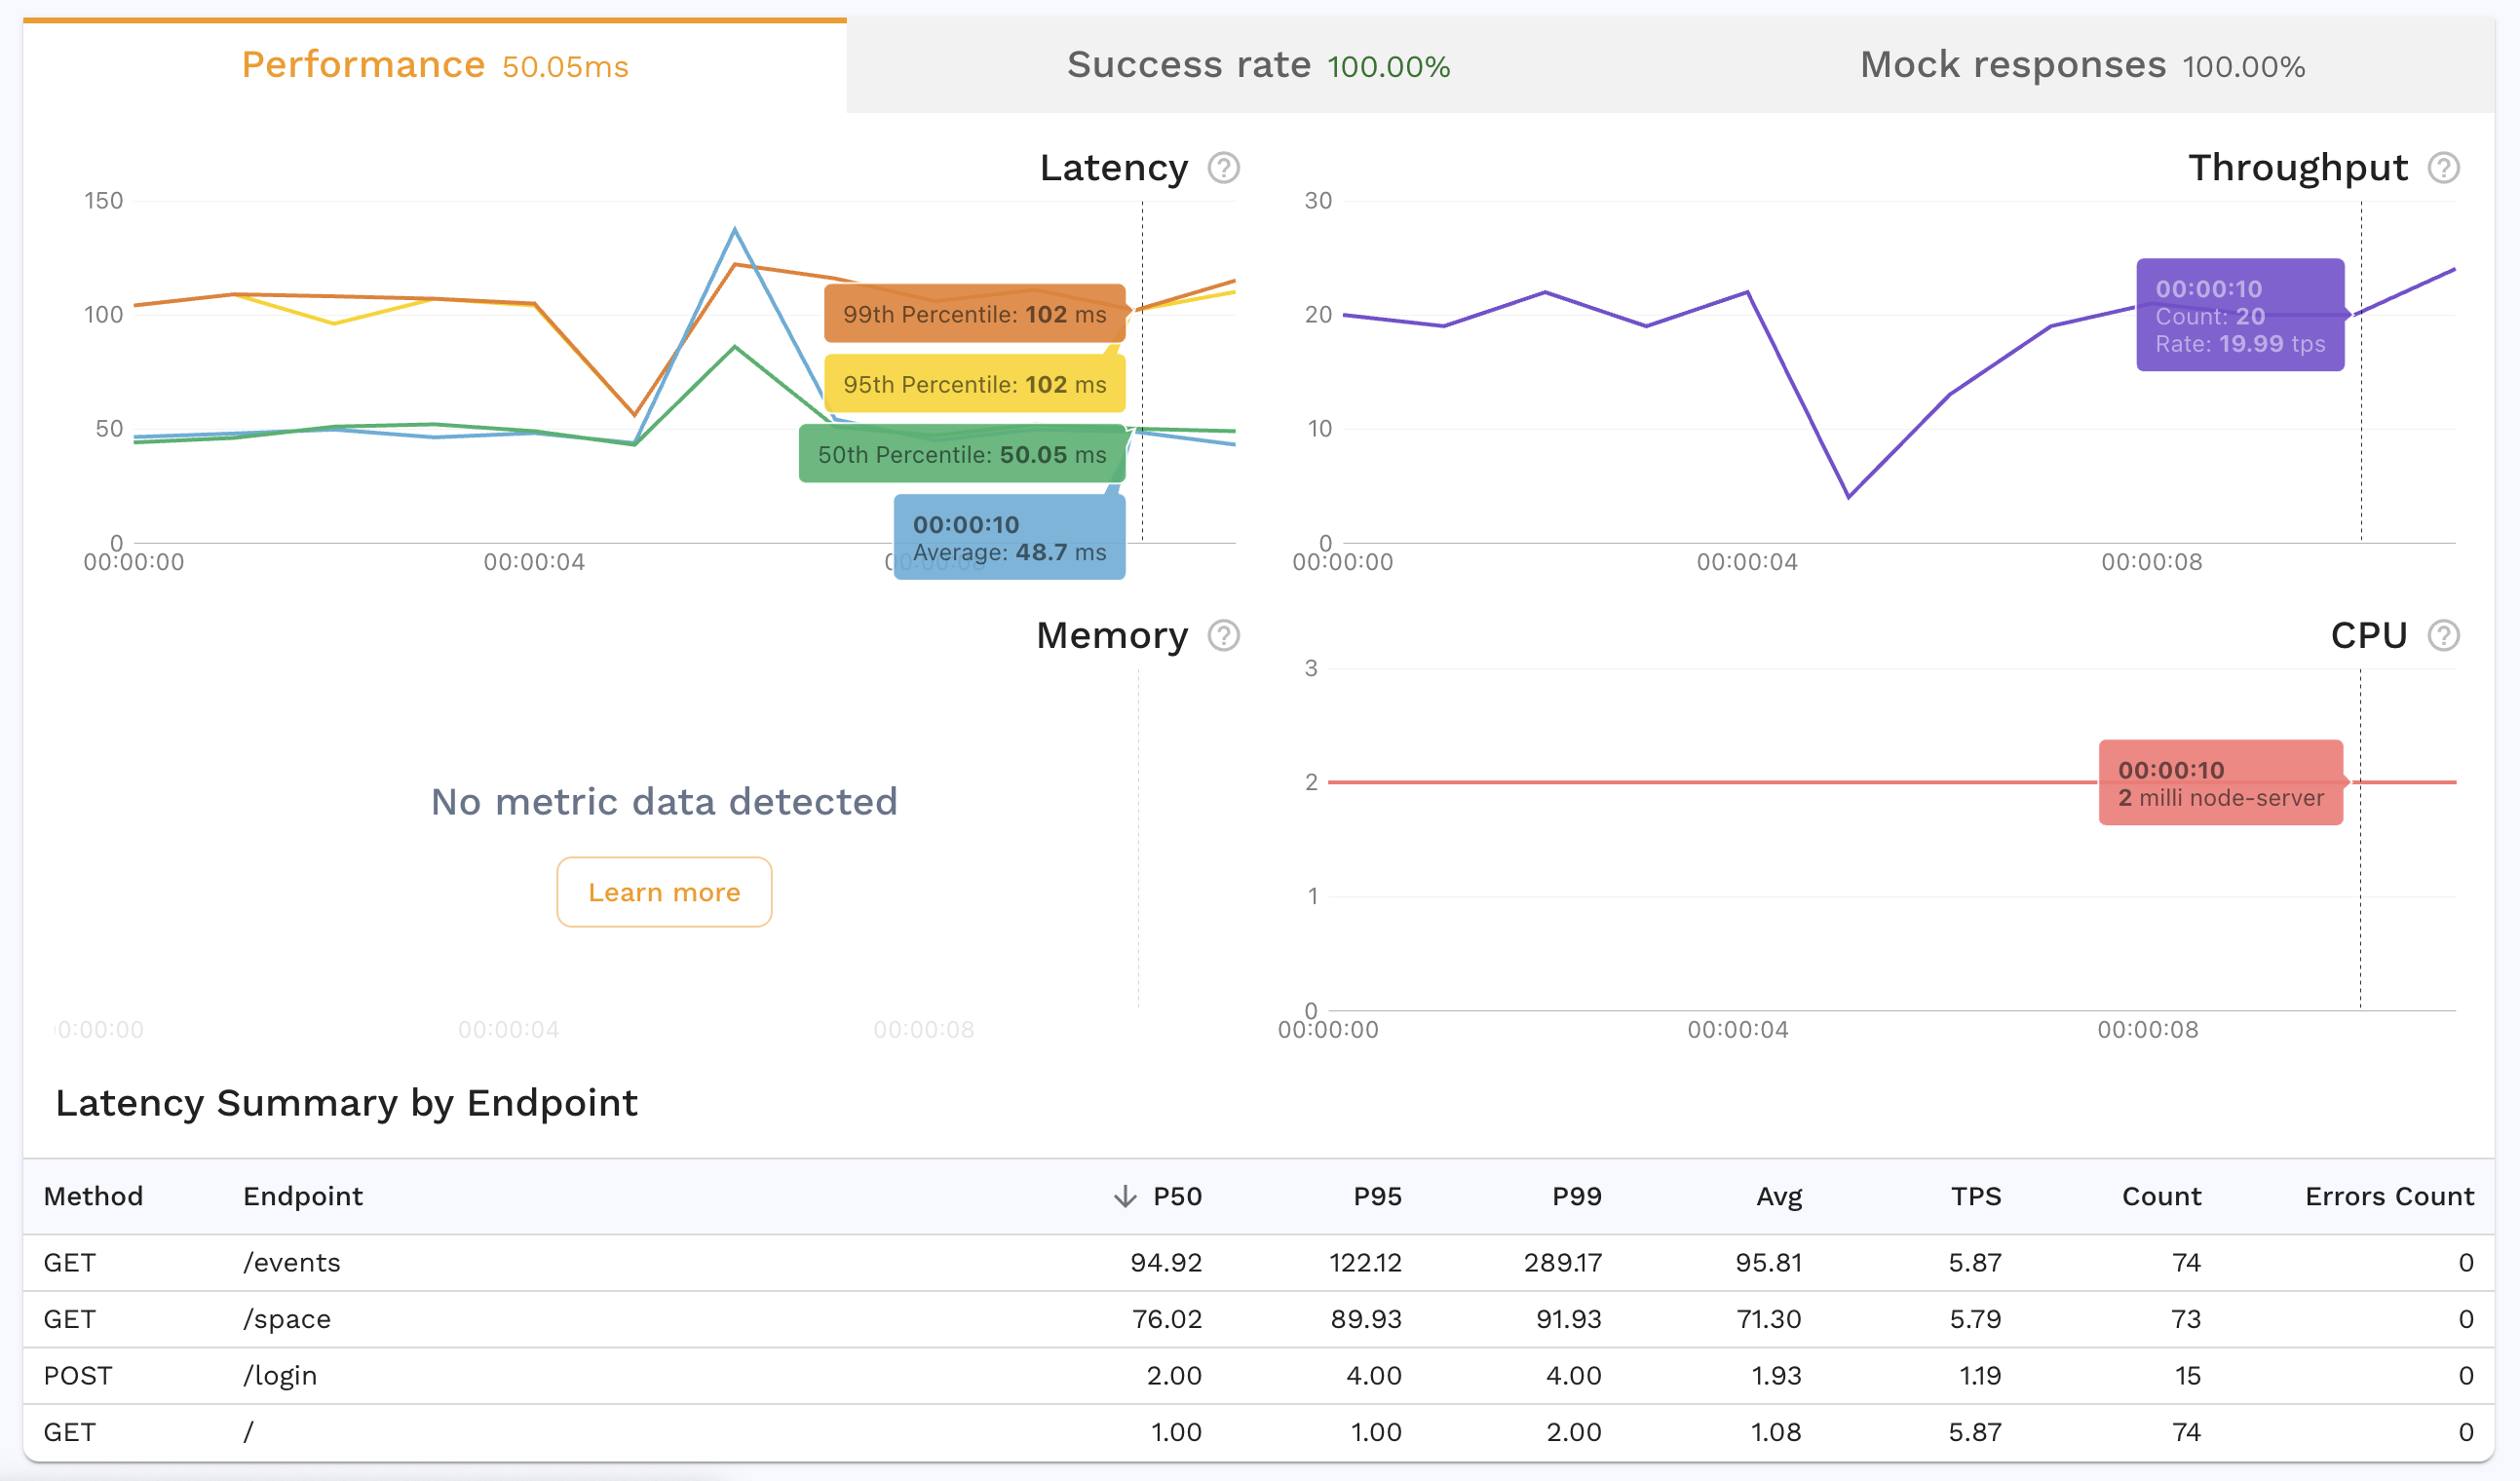 Performance 50.05ms
Success rate 100.00%
Mock responses 100.00%
Latency
150
100
50
0
00:00:00
00:00:04
99th Percentile: 102 ms
95th Percentile: 102 ms
50th Percentile: 50.05 ms
00:00:10
Average: 48.7 ms
Throughput
30
20
10
0
00:00:00
00:00:04
00:00:08
00:00:10
Count: 20
Rate: 19.99 tps
Memory
No metric data detected
Learn more
0:00:00
00:00:04
00:00:08
CPU
3
2
1
0
00:00:00
00:00:04
00:00:08
00:00:10
2 milli node-server
Latency Summary by Endpoint
Method Endpoint P50 P95 P99 Avg TPS Count Errors Count
GET /events 94.92 122.12 289.17 95.81 5.87 74 0
GET /space 76.02 89.93 91.93 71.30 5.79 73 0
POST /login 2.00 4.00 4.00 1.93 1.19 15 0
GET / 1.00 1.00 2.00 1.08 5.87 74 0